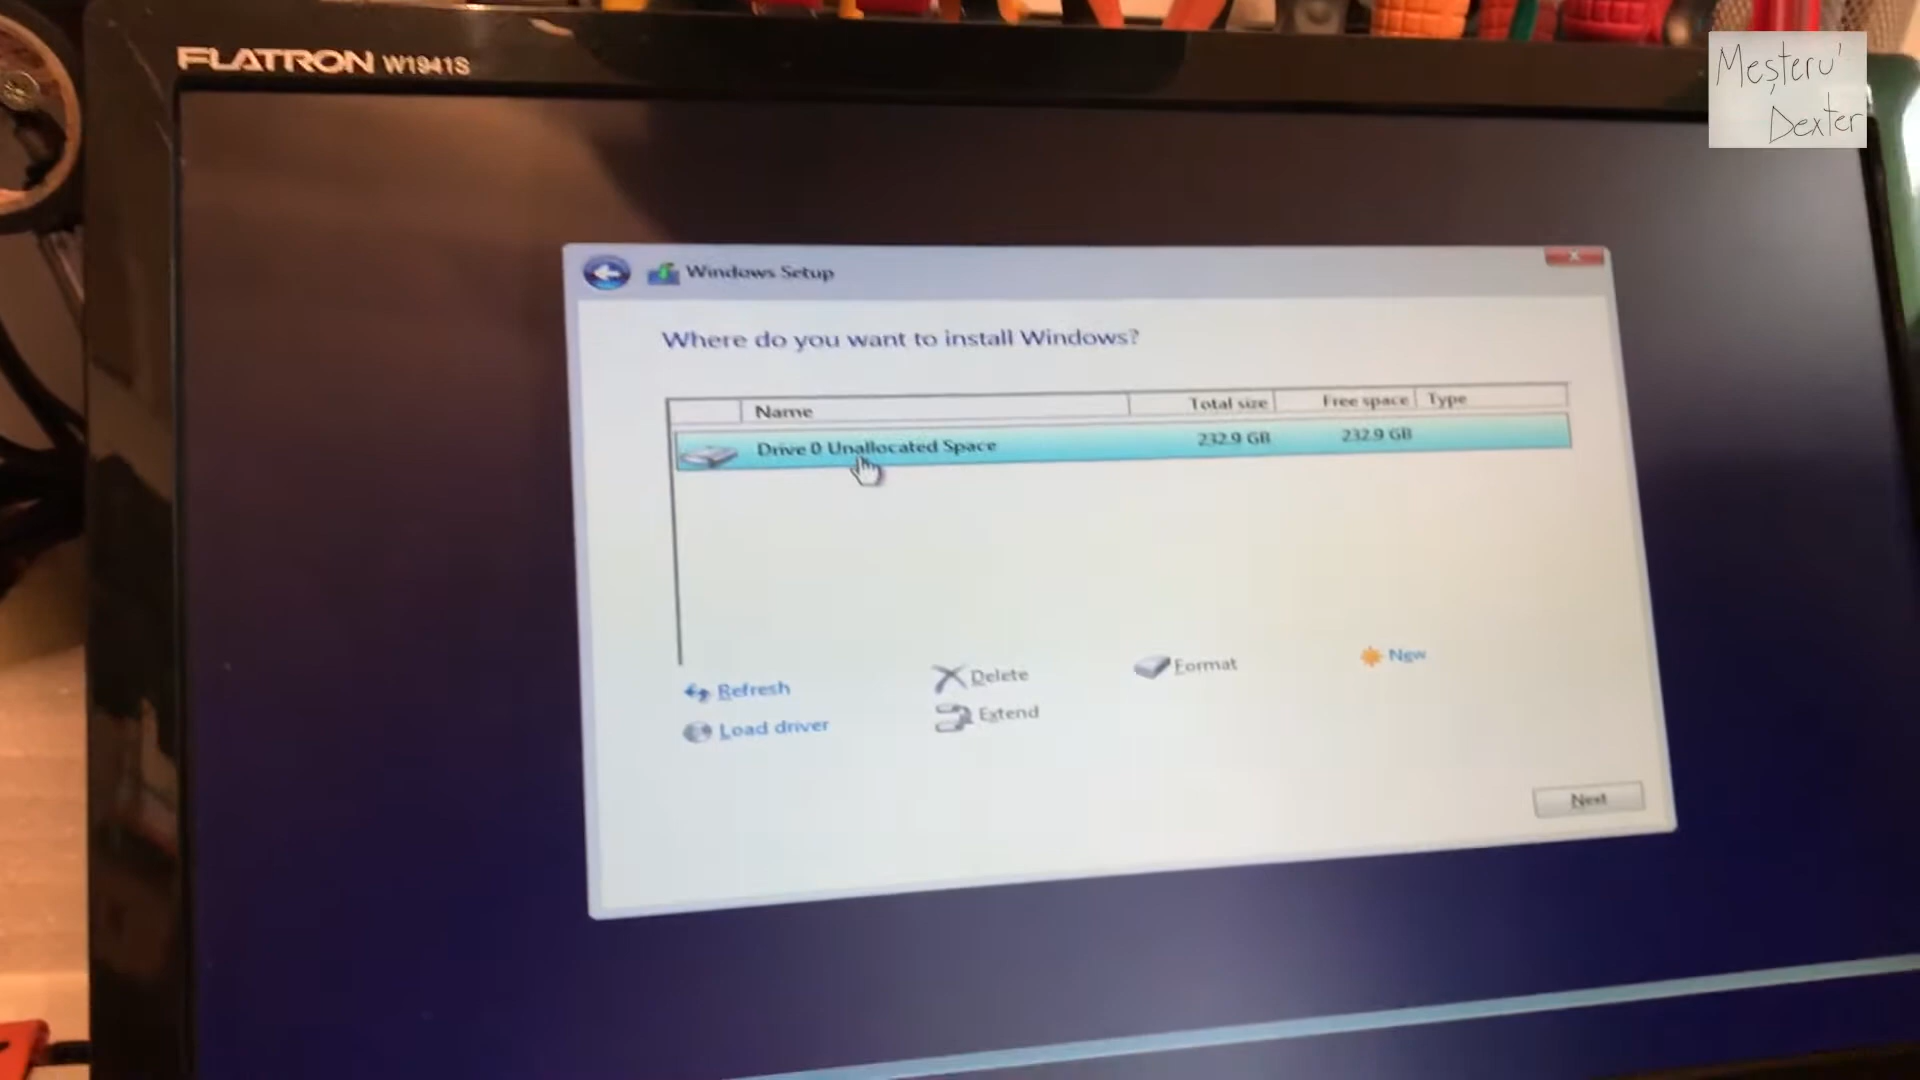 FLATRON W1941S
Meșteru'
Dexter
Windows Setup
Where do you want to install Windows?
Name Total size Free space Type
Drive 0 Unallocated Space 232.9 GB 232.9 GB
Refresh Delete Format New
Load driver Extend
Next